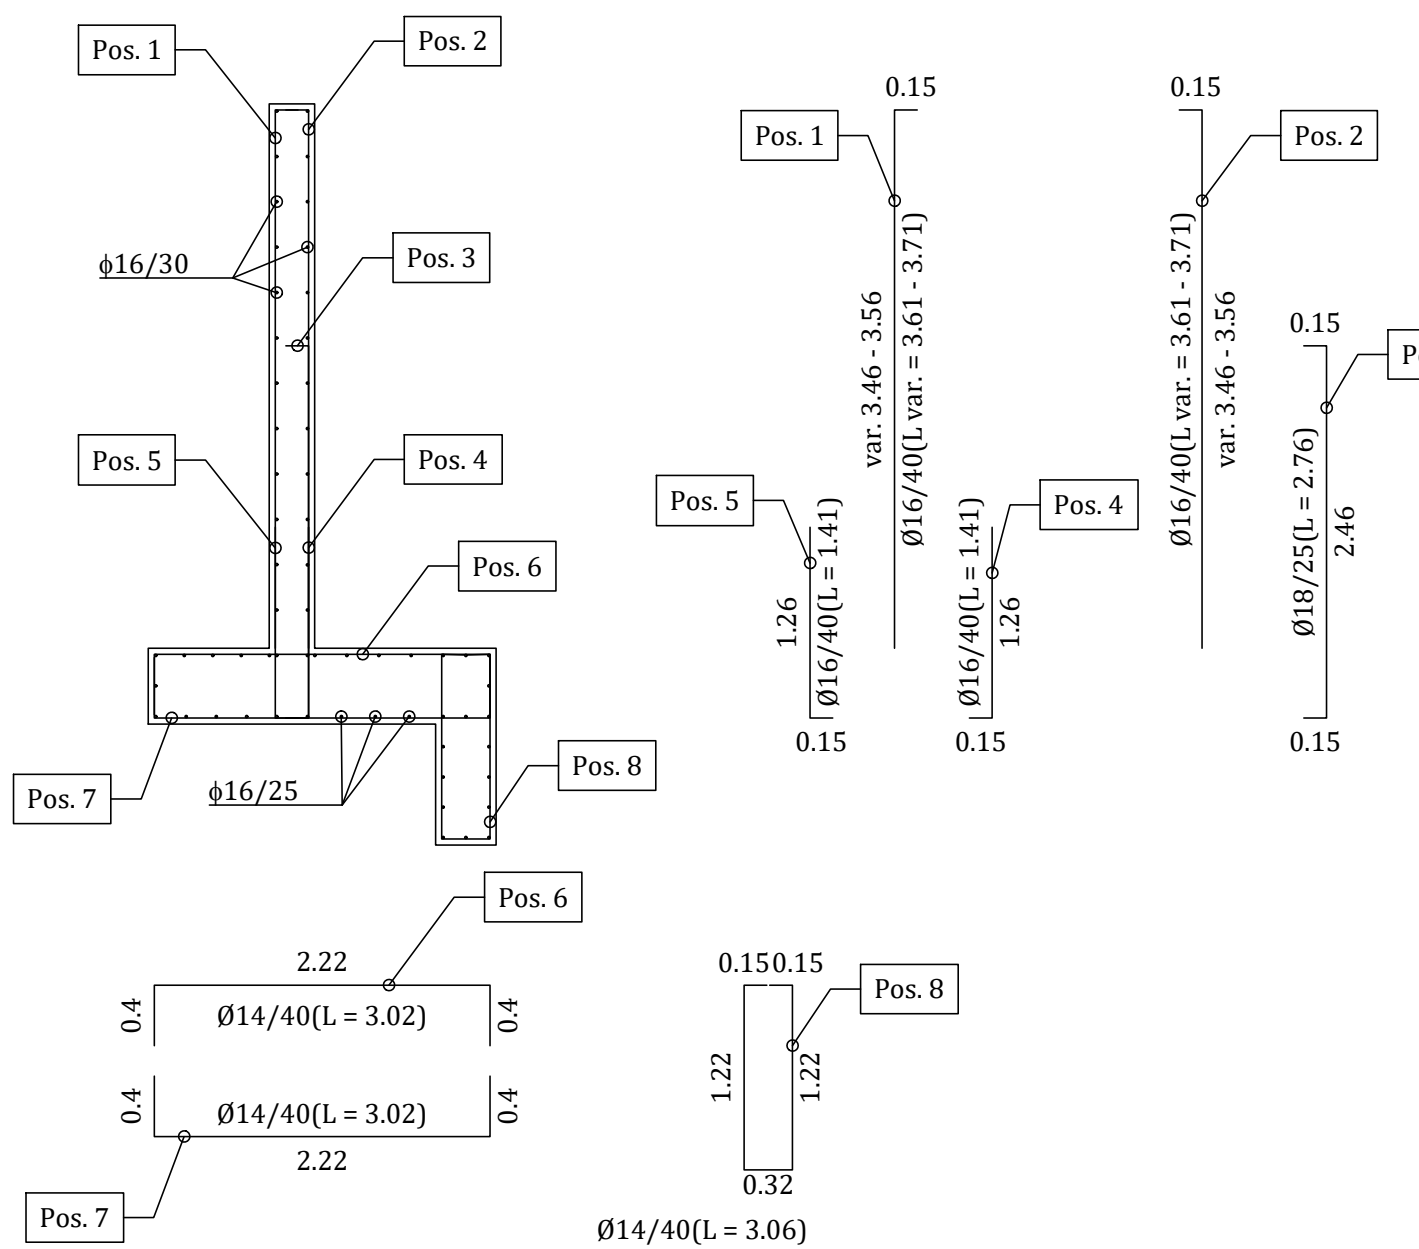 Pos. 1
Pos. 2
ϕ16/30
Pos. 3
Pos. 5
Pos. 4
Pos. 6
Pos. 7
ϕ16/25
Pos. 8
0.15
Pos. 1
var. 3.46 - 3.56
Ø16/40(L var. = 3.61 - 3.71)
0.15
Pos. 2
Ø16/40(L var. = 3.61 - 3.71)
var. 3.46 - 3.56
0.15
Ø18/25(L = 2.76)
2.46
0.15
Pos. 5
1.26
Ø16/40(L = 1.41)
0.15
Pos. 4
Ø16/40(L = 1.41)
1.26
0.15
Pos. 6
2.22
0.4
Ø14/40(L = 3.02)
0.4
0.4
Ø14/40(L = 3.02)
0.4
2.22
Pos. 7
0.15 0.15
Pos. 8
1.22
1.22
0.32
Ø14/40(L = 3.06)